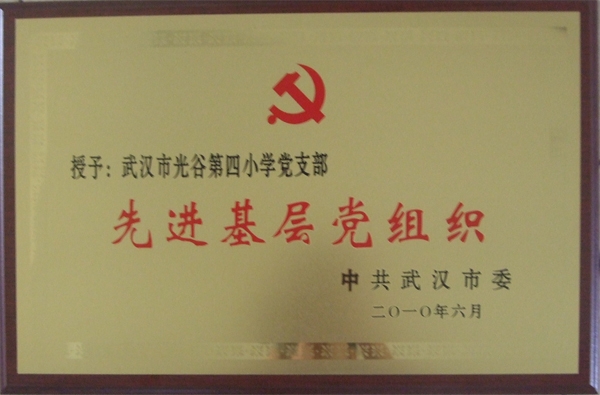 授予：武汉市光谷第四小学党支部
先进基层党组织
中共武汉市委
二〇一〇年六月